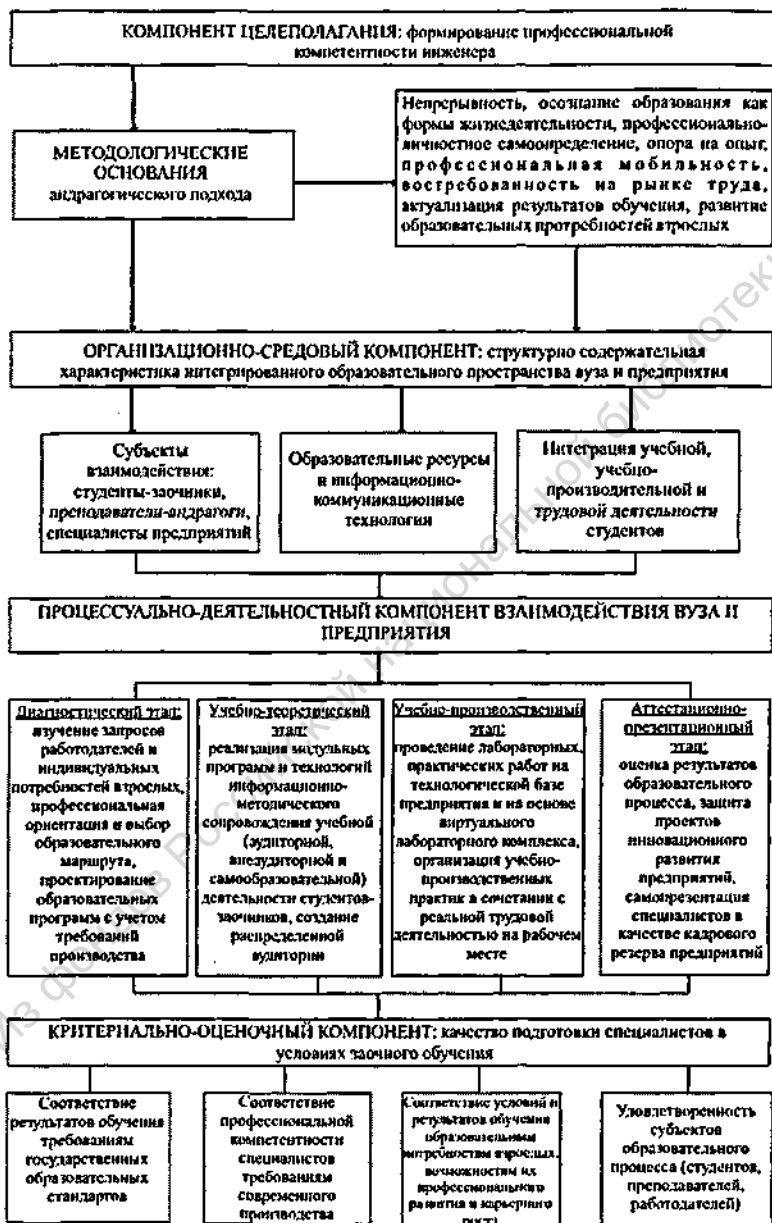 КОМПОНЕНТ ЦЕЛЕПОЛАГАНИЯ: формирование профессиональной
компетентности инженера
МЕТОДОЛОГИЧЕСКИЕ
ОСНОВАНИЯ
андрагогического подхода
Непрерывность, осознание образования как
формы жизнедеятельности, профессионально-
личностное самоопределение, опора на опыт,
профессиональная мобильность,
востребованность на рынке труда,
актуализация результатов обучения, развитие
образовательных протребностей взрослых
ОРГАНИЗАЦИОННО-СРЕДОВЫЙ КОМПОНЕНТ: структурно содержательная
характеристика интегрированного образовательного пространства вуза и предприятия
Субъекты
взаимодействия:
студенты-заочники,
преподаватели-андрагоги,
специалисты предприятий
Образовательные ресурсы
и информационно-
коммуникационные
технологии
Интеграция учебной,
учебно-
производительной и
трудовой деятельности
студентов
ПРОЦЕССУАЛЬНО-ДЕЯТЕЛЬНОСТНЫЙ КОМПОНЕНТ ВЗАИМОДЕЙСТВИЯ ВУЗА И
ПРЕДПРИЯТИЯ
Диагностический этап:
изучение запросов
работодателей и
индивидуальных
потребностей взрослых,
профессиональная
ориентация и выбор
образовательного
маршрута,
проектирование
образовательных
программ с учетом
требований
производства
Учебно-теоретический
этап:
реализация модульных
программ и технологий
информационно-
методического
сопровождения учебной
(аудиторной,
внеаудиторной и
самообразовательной)
деятельности студентов-
заочников, создание
распределенной
аудитории
Учебно-производственный
этап:
проведение лабораторных,
практических работ на
технологической базе
предприятия и на основе
виртуального
лабораторного комплекса,
организация учебно-
производственных
практик в сочетании с
реальной трудовой
деятельностью на рабочем
месте
Аттестационно-
презентационный
этап:
оценка результатов
образовательного
процесса, защита
проектов
инновационного
развития
предприятий,
самопрезентация
специалистов в
качестве кадрового
резерва предприятий
КРИТЕРИАЛЬНО-ОЦЕНОЧНЫЙ КОМПОНЕНТ: качество подготовки специалистов в
условиях заочного обучения
Соответствие
результатов обучения
требованиям
государственных
образовательных
стандартов
Соответствие
профессиональной
компетентности
специалистов
требованиям
современного
производства
Соответствие условий и
результатов обучения
образовательным
потребностям взрослых,
возможностям их
профессионального
развития и карьерного
роста
Удовлетворенность
субъектов
образовательного
процесса (студентов,
преподавателей,
работодателей)
Из фондов Российской национальной библиотеки